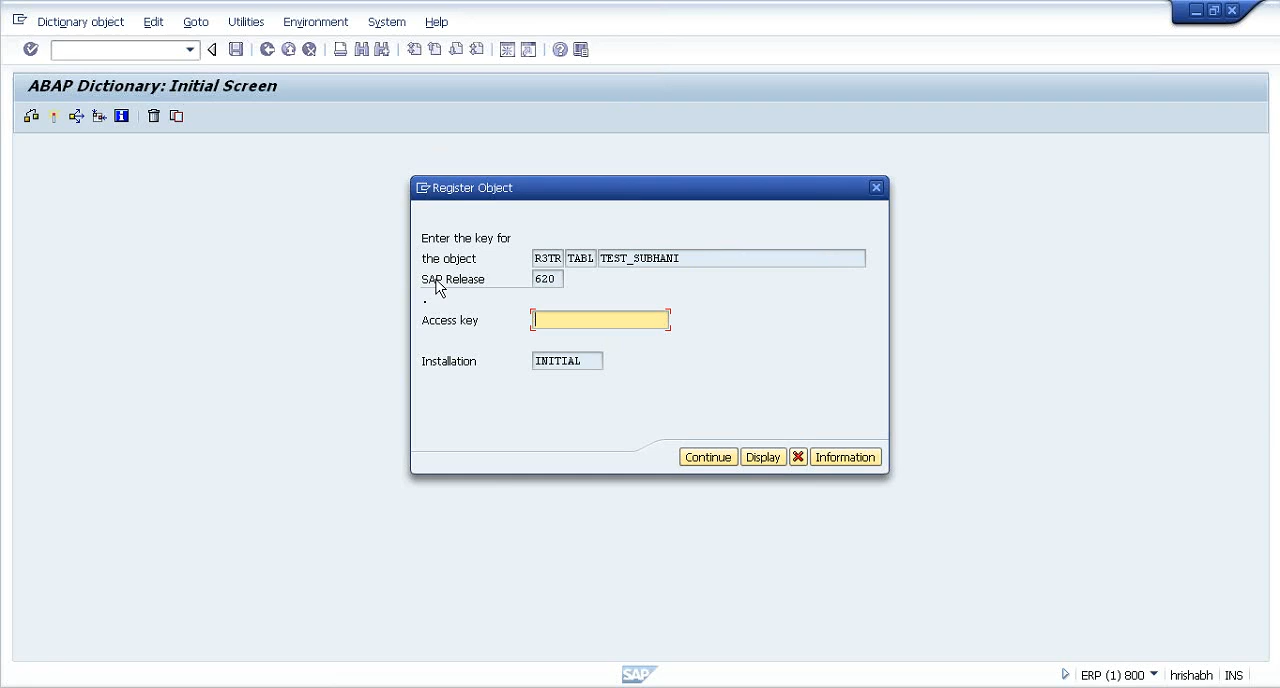 Dictionary object Edit Goto Utilities Environment System Help
ABAP Dictionary: Initial Screen
Register Object
Enter the key for
the object R3TR TABL TEST_SUBHANI
SAP Release 620
.
Access key
Installation INITIAL
Continue Display Information
SAP ERP (1) 800 hrishabh INS